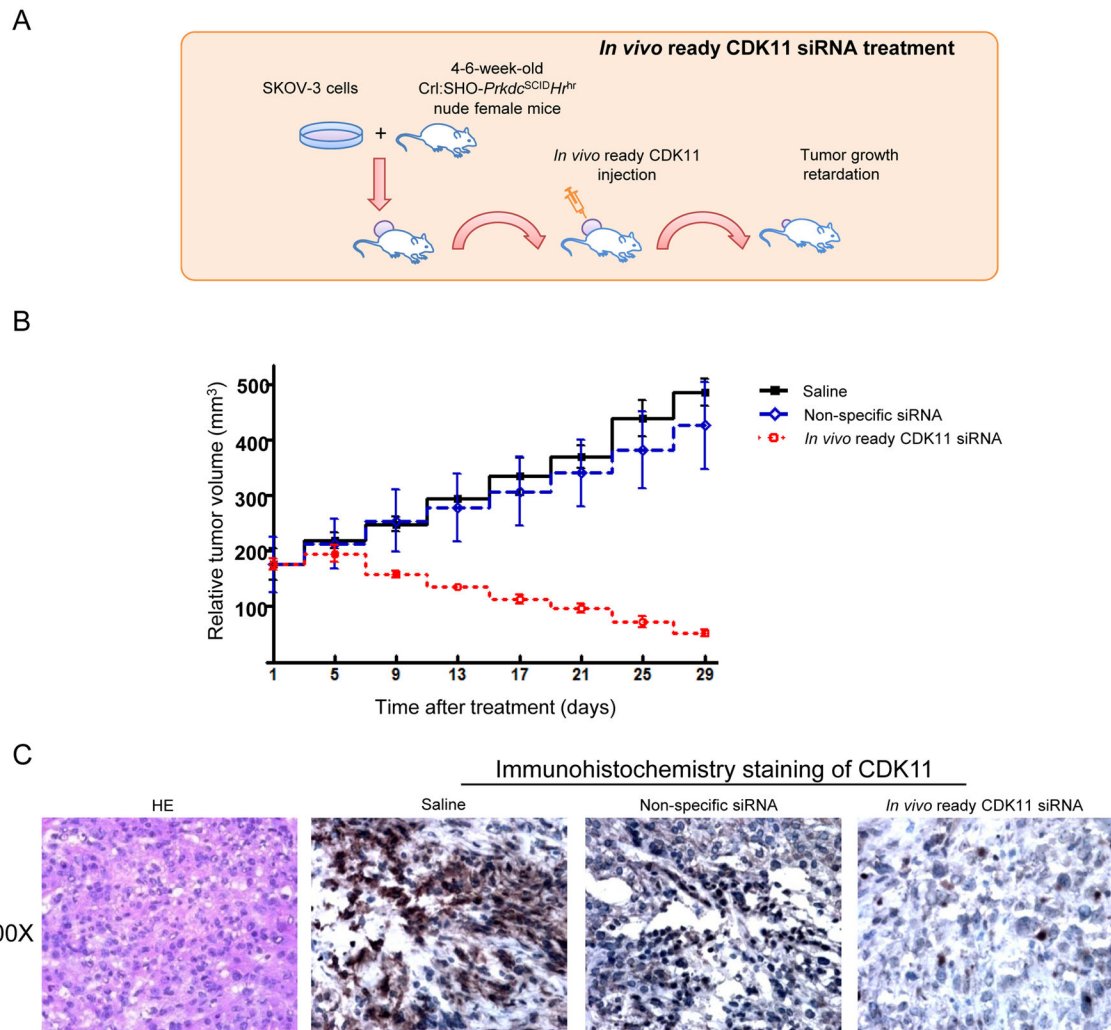 A
In vivo ready CDK11 siRNA treatment
SKOV-3 cells
4-6-week-old
Crl:SHO-PrkdcSCIDHrhr
nude female mice
+
In vivo ready CDK11
injection
Tumor growth
retardation
B
Relative tumor volume (mm³)
500
400
300
200
100
1 5 9 13 17 21 25 29
Time after treatment (days)
Saline
Non-specific siRNA
In vivo ready CDK11 siRNA
C
Immunohistochemistry staining of CDK11
HE Saline Non-specific siRNA In vivo ready CDK11 siRNA
00X